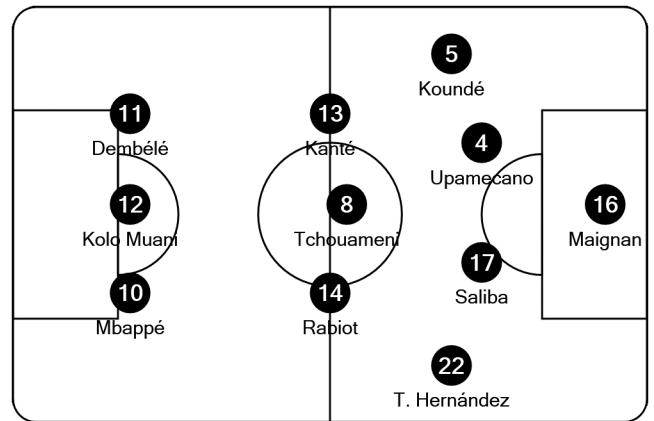 5
Koundé
11
Dembélé
13
Kanté
4
Upamecano
12
Kolo Muani
8
Tchouameni
16
Maignan
17
Saliba
10
Mbappé
14
Rabiot
22
T. Hernández